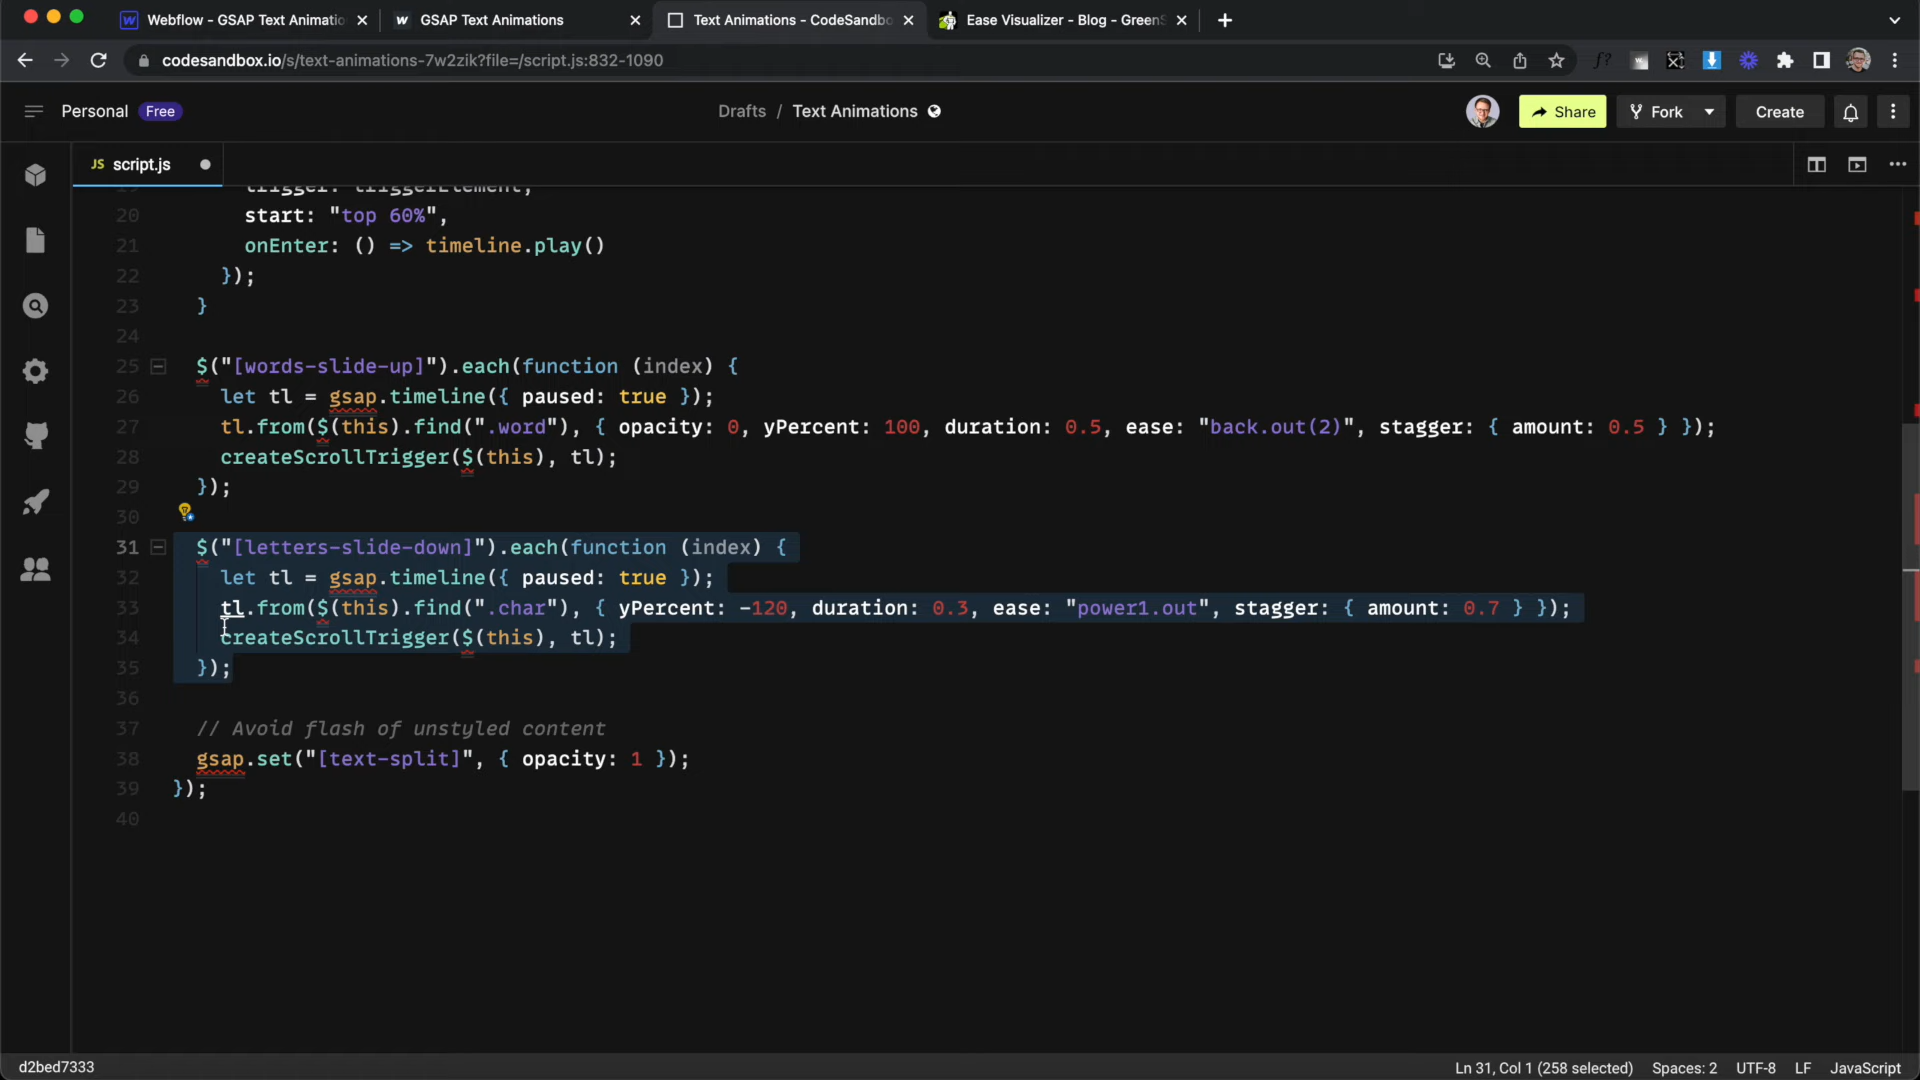 Webflow - GSAP Text Animatio
GSAP Text Animations
Text Animations - CodeSandbo
Ease Visualizer - Blog - GreenS
codesandbox.io/s/text-animations-7w2zik?file=/script.js:832-1090
Personal Free
Drafts / Text Animations
Share
Fork
Create
JS script.js
19 trigger: triggerElement,
20 start: "top 60%",
21 onEnter: () => timeline.play()
22 });
23 }
24
25 $("[words-slide-up]").each(function (index) {
26 let tl = gsap.timeline({ paused: true });
27 tl.from($(this).find(".word"), { opacity: 0, yPercent: 100, duration: 0.5, ease: "back.out(2)", stagger: { amount: 0.5 } });
28 createScrollTrigger($(this), tl);
29 });
30
31 $("[letters-slide-down]").each(function (index) {
32 let tl = gsap.timeline({ paused: true });
33 tl.from($(this).find(".char"), { yPercent: -120, duration: 0.3, ease: "power1.out", stagger: { amount: 0.7 } });
34 createScrollTrigger($(this), tl);
35 });
36
37 // Avoid flash of unstyled content
38 gsap.set("[text-split]", { opacity: 1 });
39 });
40
d2bed7333
Ln 31, Col 1 (258 selected) Spaces: 2 UTF-8 LF JavaScript